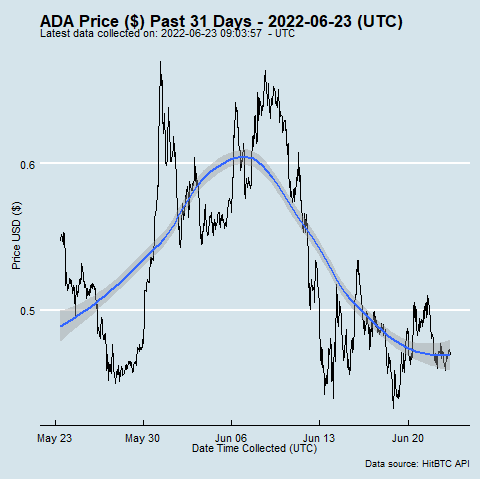 ADA Price ($) Past 31 Days - 2022-06-23 (UTC)
Latest data collected on: 2022-06-23 09:03:57 - UTC
0.6
0.5
Price USD ($)
May 23 May 30 Jun 06 Jun 13 Jun 20
Date Time Collected (UTC)
Data source: HitBTC API